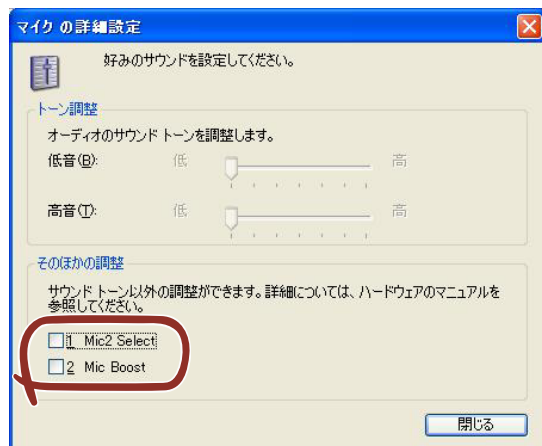 マイク の詳細設定
好みのサウンドを設定してください。
トーン調整
オーディオのサウンド トーンを調整します。
低音(B): 低 高
高音(T): 低 高
そのほかの調整
サウンド トーン以外の調整ができます。詳細については、ハードウェアのマニュアルを
参照してください。
1 Mic2 Select
2 Mic Boost
閉じる